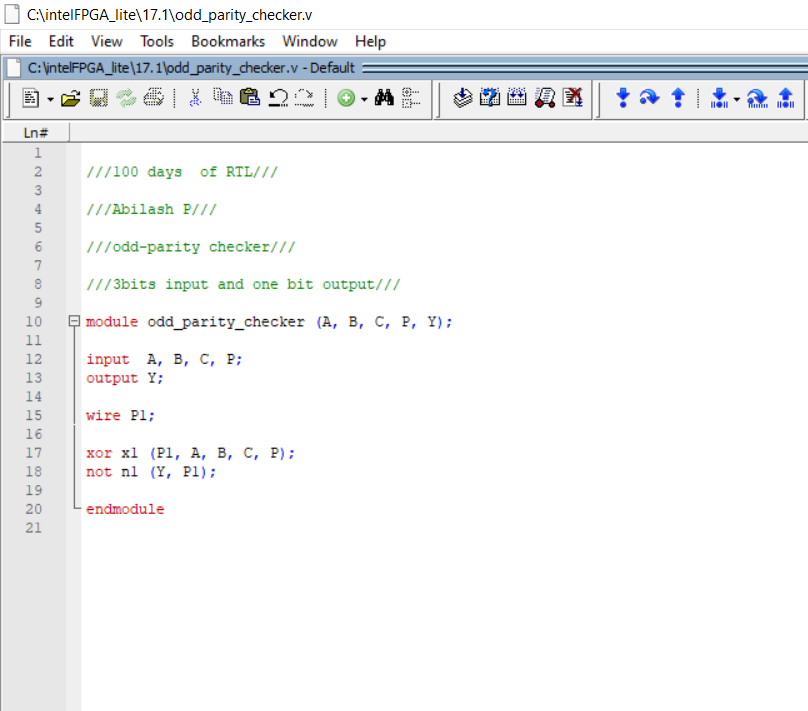 C:\intelFPGA_lite\17.1\odd_parity_checker.v
File Edit View Tools Bookmarks Window Help
C:\intelFPGA_lite\17.1\odd_parity_checker.v - Default
Ln#
1
2 ///100 days  of RTL///
3
4 ///Abilash P///
5
6 ///odd-parity checker///
7
8 ///3bits input and one bit output///
9
10 module odd_parity_checker (A, B, C, P, Y);
11
12 input  A, B, C, P;
13 output Y;
14
15 wire P1;
16
17 xor x1 (P1, A, B, C, P);
18 not n1 (Y, P1);
19
20 endmodule
21